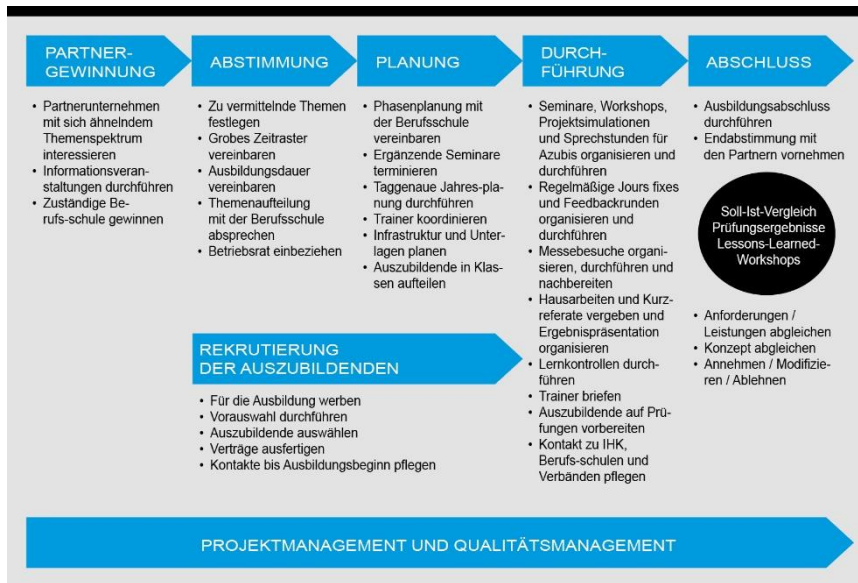 PARTNER-
GEWINNUNG
• Partnerunternehmen
mit sich ähnelndem
Themenspektrum
interessieren
• Informationsveran-
staltungen durchführen
• Zuständige Be-
rufs-schule gewinnen
ABSTIMMUNG
• Zu vermittelnde Themen
festlegen
• Grobes Zeitraster
vereinbaren
• Ausbildungsdauer
vereinbaren
• Themenaufteilung
mit der Berufsschule
absprechen
• Betriebsrat einbeziehen
PLANUNG
• Phasenplanung mit
der Berufsschule
vereinbaren
• Ergänzende Seminare
terminieren
• Taggenaue Jahres-pla-
nung durchführen
• Trainer koordinieren
• Infrastruktur und Unter-
lagen planen
• Auszubildende in Klas-
sen aufteilen
REKRUTIERUNG
DER AUSZUBILDENDEN
• Für die Ausbildung werben
• Vorauswahl durchführen
• Auszubildende auswählen
• Verträge ausfertigen
• Kontakte bis Ausbildungsbeginn pflegen
DURCH-
FÜHRUNG
• Seminare, Workshops,
Projektsimulationen
und Sprechstunden für
Azubis organisieren und
durchführen
• Regelmäßige Jours fixes
und Feedbackrunden
organisieren und
durchführen
• Messebesuche organi-
sieren, durchführen und
nachbereiten
• Hausarbeiten und Kurz-
referate vergeben und
Ergebnispräsentation
organisieren
• Lernkontrollen durch-
führen
• Trainer briefen
• Auszubildende auf Prü-
fungen vorbereiten
• Kontakt zu IHK,
Berufs-schulen und
Verbänden pflegen
ABSCHLUSS
• Ausbildungsabschluss
durchführen
• Endabstimmung mit
den Partnern vornehmen
Soll-Ist-Vergleich
Prüfungsergebnisse
Lessons-Learned-
Workshops
• Anforderungen /
Leistungen abgleichen
• Konzept abgleichen
• Annehmen / Modifizie-
ren / Ablehnen
PROJEKTMANAGEMENT UND QUALITÄTSMANAGEMENT